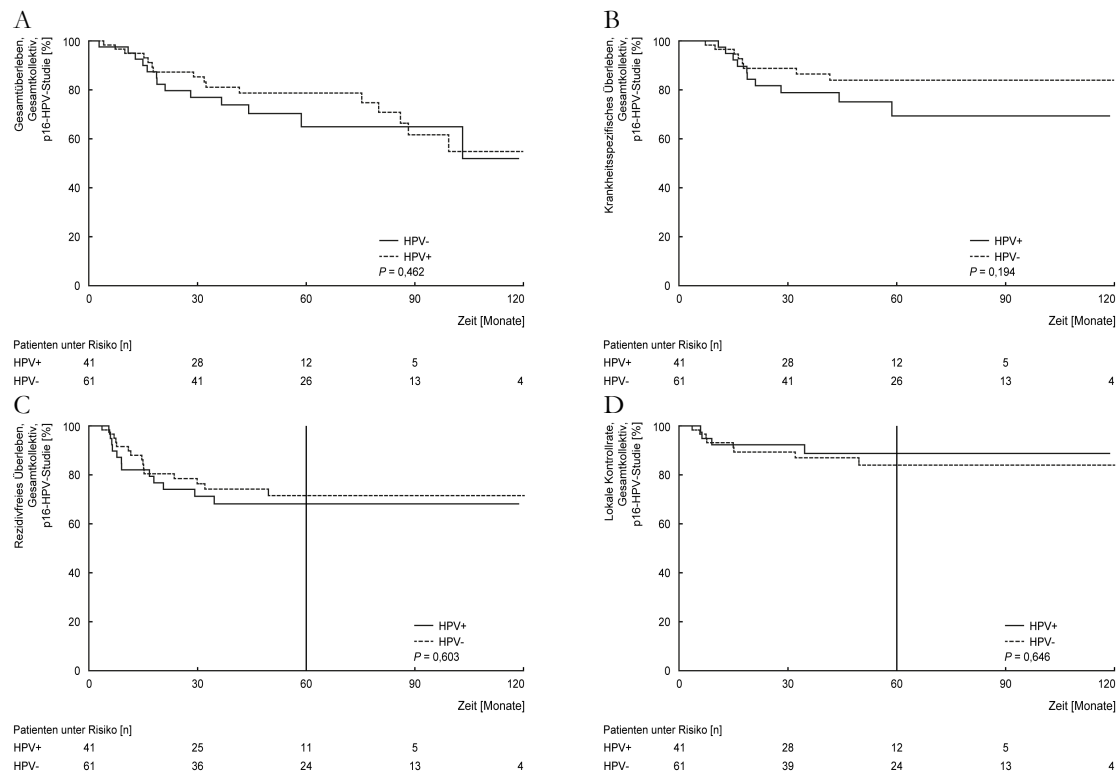 A
Gesamtüberleben,
Gesamtkollektiv,
p16-HPV-Studie [%]
100
80
60
40
20
0
HPV-
HPV+
P = 0,462
0 30 60 90 120
Zeit [Monate]
Patienten unter Risiko [n]
HPV+ 41 28 12 5
HPV- 61 41 26 13 4
B
Krankheitsspezifisches Überleben,
Gesamtkollektiv,
p16-HPV-Studie [%]
100
80
60
40
20
0
HPV+
HPV-
P = 0,194
0 30 60 90 120
Zeit [Monate]
Patienten unter Risiko [n]
HPV+ 41 28 12 5
HPV- 61 41 26 13 4
C
Rezidivfreies Überleben,
Gesamtkollektiv,
p16-HPV-Studie [%]
100
80
60
40
20
0
HPV+
HPV-
P = 0,603
0 30 60 90 120
Zeit [Monate]
Patienten unter Risiko [n]
HPV+ 41 25 11 5
HPV- 61 36 24 13 4
D
Lokale Kontrollrate,
Gesamtkollektiv,
p16-HPV-Studie [%]
100
80
60
40
20
0
HPV+
HPV-
P = 0,646
0 30 60 90 120
Zeit [Monate]
Patienten unter Risiko [n]
HPV+ 41 28 12 5
HPV- 61 39 24 13 4